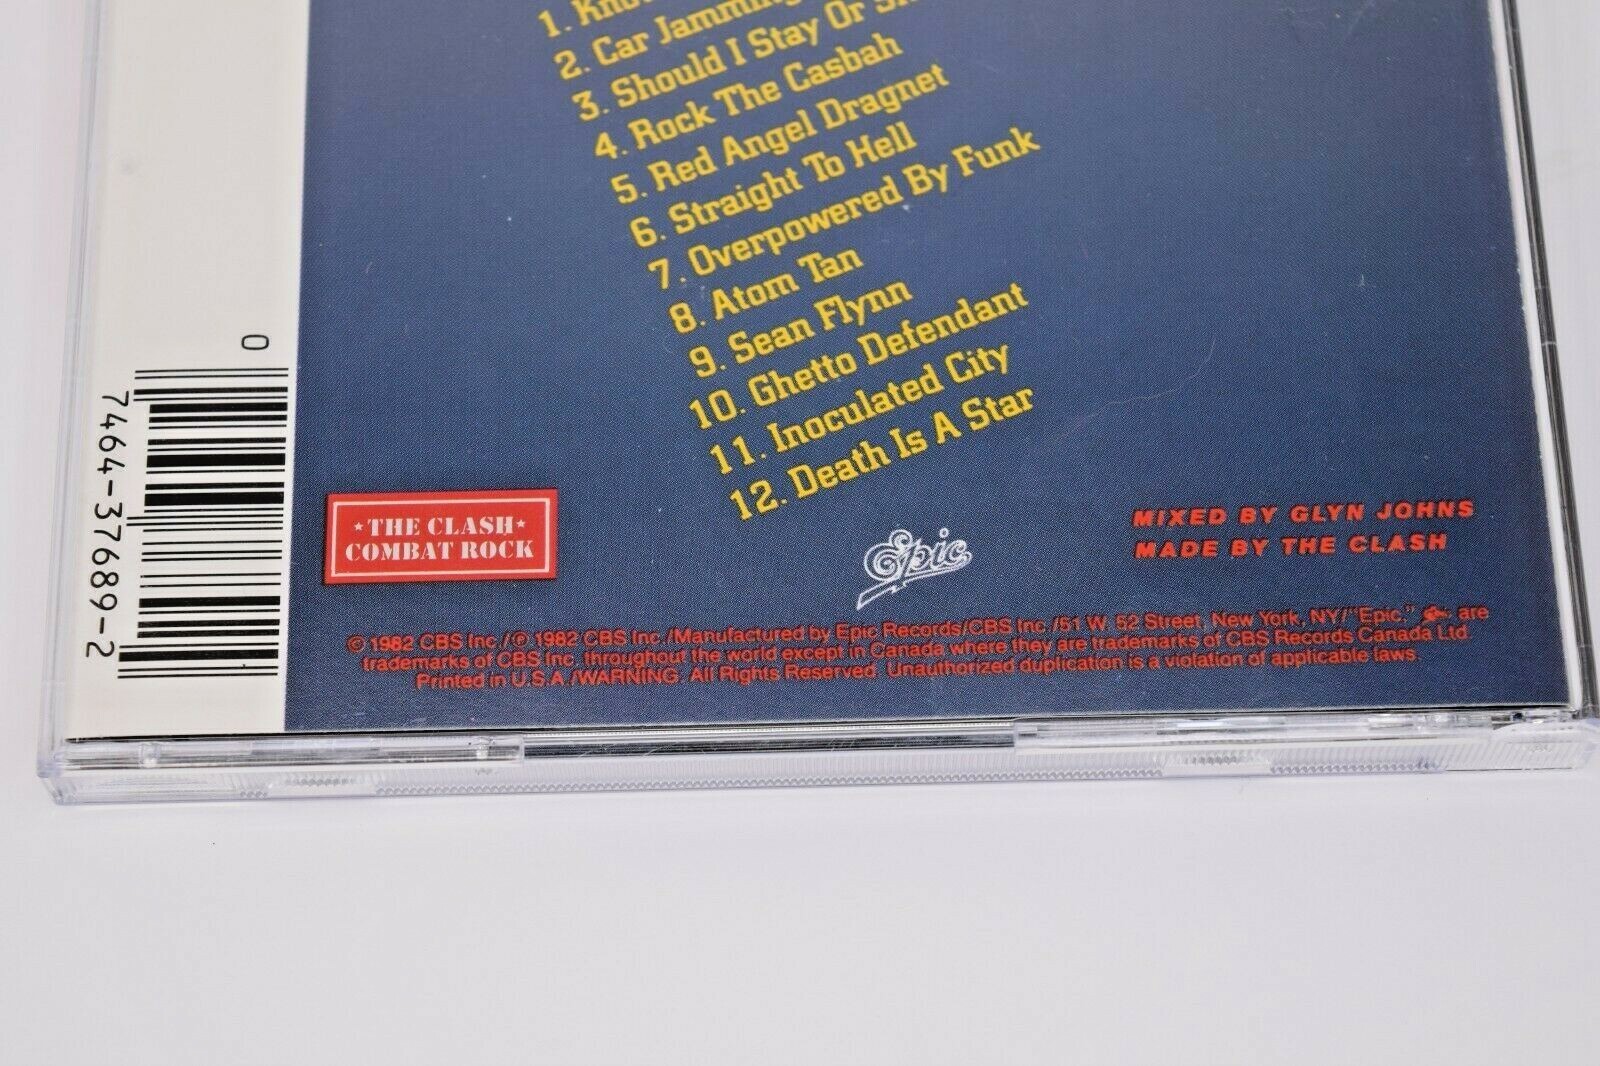 1.
2. Car Jamming
3. Should I Stay Or
4. Rock The Casbah
5. Red Angel Dragnet
6. Straight To Hell
7. Overpowered By Funk
8. Atom Tan
9. Sean Flynn
10. Ghetto Defendant
11. Inoculated City
12. Death Is A Star
0
7464-37689-2
THE CLASH
COMBAT ROCK
Epic
MIXED BY GLYN JOHNS
MADE BY THE CLASH
© 1982 CBS Inc./℗ 1982 CBS Inc./Manufactured by Epic Records/CBS Inc./51 W. 52 Street, New York, NY/"Epic," are
trademarks of CBS Inc. throughout the world except in Canada where they are trademarks of CBS Records Canada Ltd.
Printed in U.S.A./WARNING: All Rights Reserved. Unauthorized duplication is a violation of applicable laws.